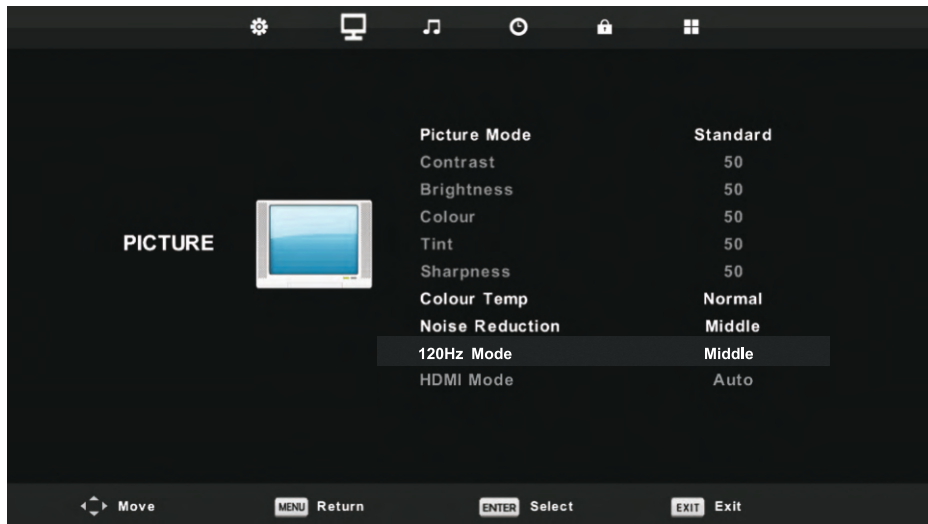 Picture Mode Standard
Contrast 50
Brightness 50
Colour 50
PICTURE
Tint 50
Sharpness 50
Colour Temp Normal
Noise Reduction Middle
120Hz Mode Middle
HDMI Mode Auto
Move MENU Return ENTER Select EXIT Exit